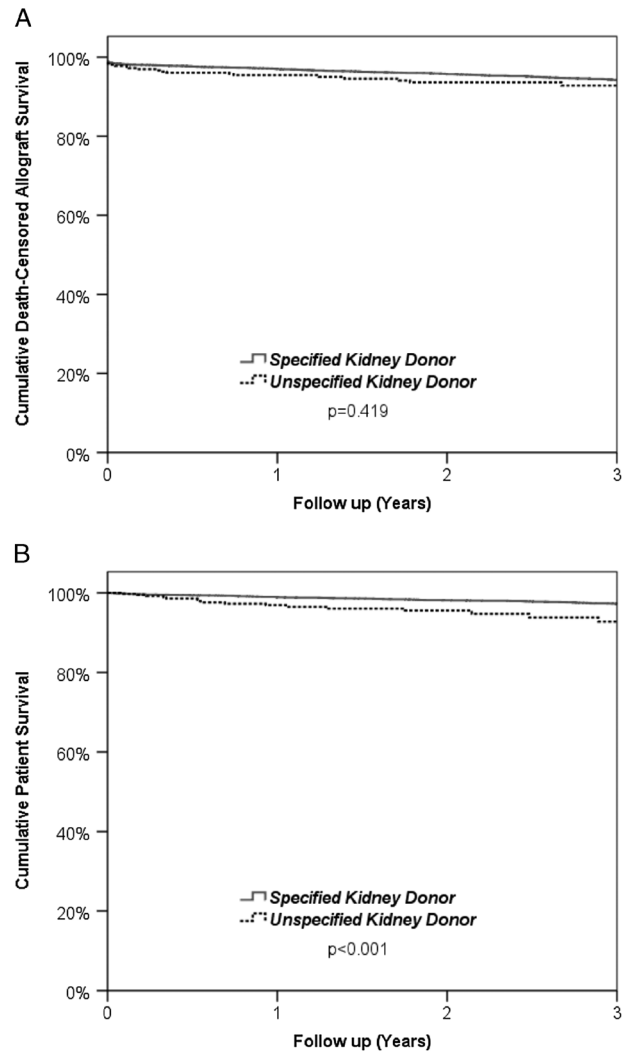 A
Cumulative Death-Censored Allograft Survival
100%
80%
60%
40%
20%
0%
Specified Kidney Donor
Unspecified Kidney Donor
p=0.419
0 1 2 3
Follow up (Years)
B
Cumulative Patient Survival
100%
80%
60%
40%
20%
0%
Specified Kidney Donor
Unspecified Kidney Donor
p<0.001
0 1 2 3
Follow up (Years)